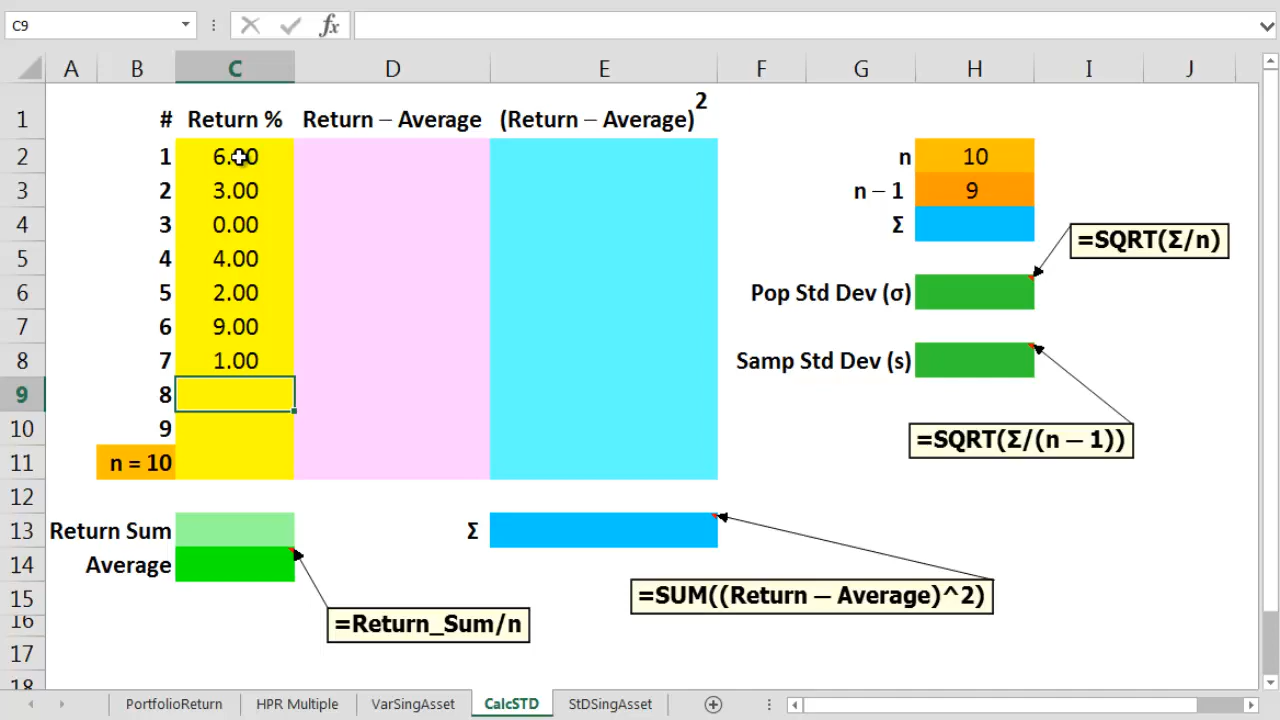 C9
fx
A B C D E F G H I J
1 # Return % Return – Average (Return – Average)2
2 1 6.00 n 10
3 2 3.00 n – 1 9
4 3 0.00 Σ
=SQRT(Σ/n)
5 4 4.00
6 5 2.00 Pop Std Dev (σ)
7 6 9.00
8 7 1.00 Samp Std Dev (s)
9 8
10 9
=SQRT(Σ/(n – 1))
11 n = 10
12
13 Return Sum Σ
14 Average
15
=SUM((Return – Average)^2)
16
=Return_Sum/n
17
18
PortfolioReturn HPR Multiple VarSingAsset CalcSTD StDSingAsset